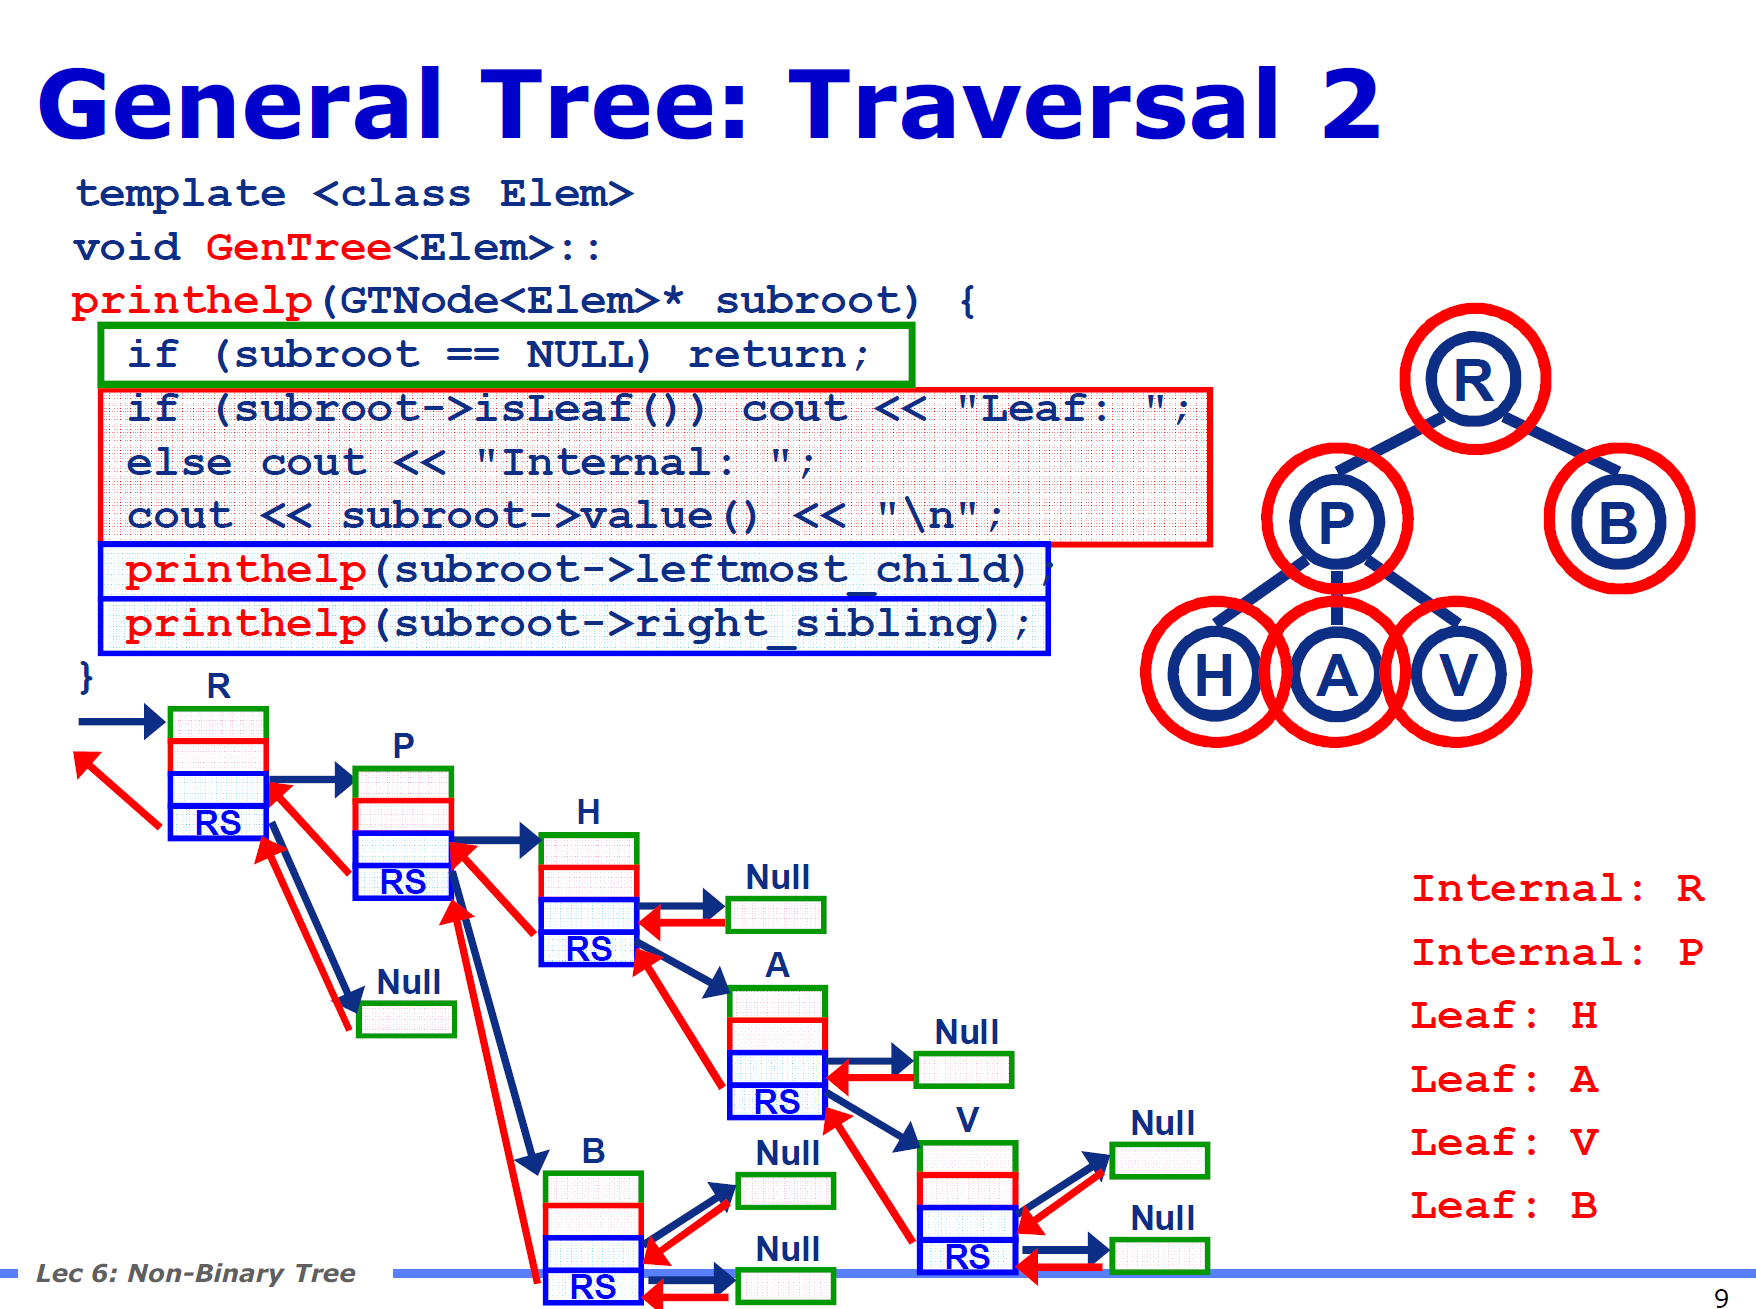 General Tree: Traversal 2
template <class Elem>
void GenTree<Elem>::
printhelp(GTNode<Elem>* subroot) {
if (subroot == NULL) return;
if (subroot->isLeaf()) cout << "Leaf: ";
else cout << "Internal: ";
cout << subroot->value() << "\n";
printhelp(subroot->leftmost_child);
printhelp(subroot->right_sibling);
}
R
P
B
H A V
R
RS
P
RS
H
RS
Null
Null
A
RS
Null
V
RS
Null
Null
B
RS
Null
Null
Internal: R
Internal: P
Leaf: H
Leaf: A
Leaf: V
Leaf: B
Lec 6: Non-Binary Tree
9